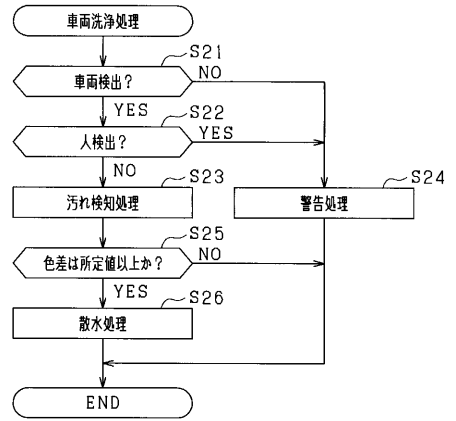 車両洗浄処理
S21
車両検出?
NO
YES
S22
人検出?
YES
NO
S23
汚れ検知処理
S24
警告処理
S25
色差は所定値以上か?
NO
YES
S26
散水処理
END